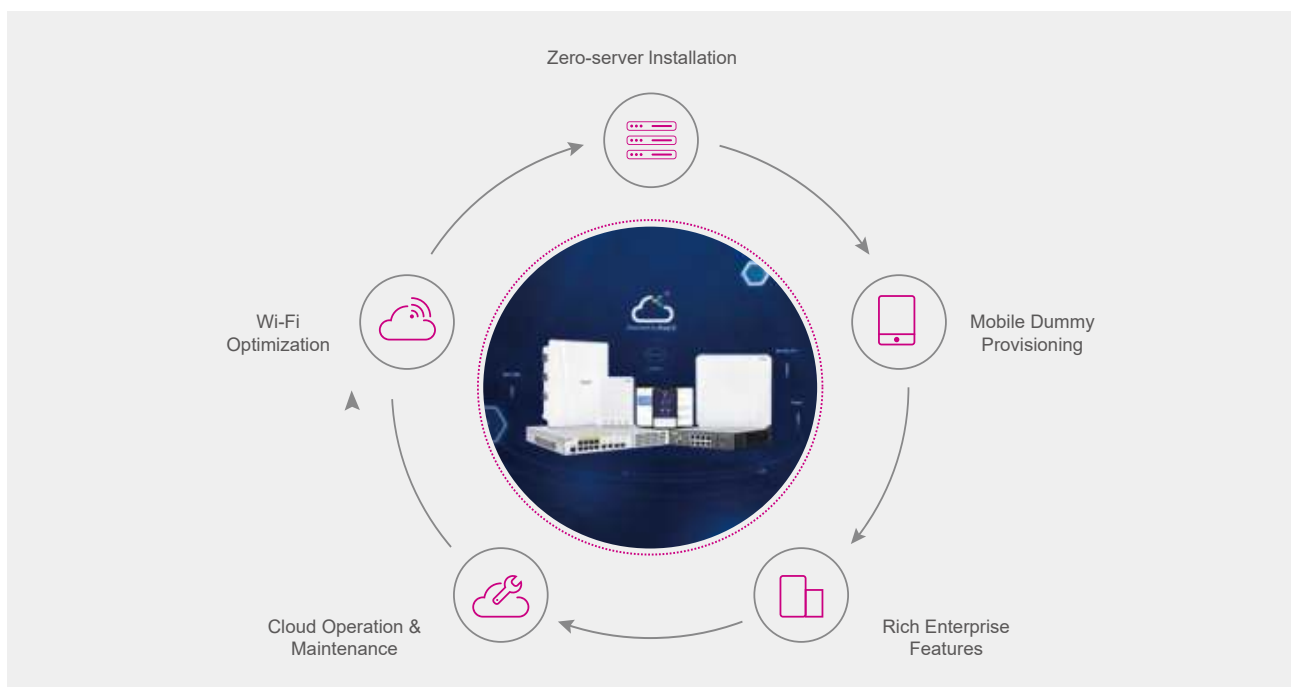 Zero-server Installation
Wi-Fi
Optimization
Mobile Dummy
Provisioning
Cloud Operation &
Maintenance
Rich Enterprise
Features